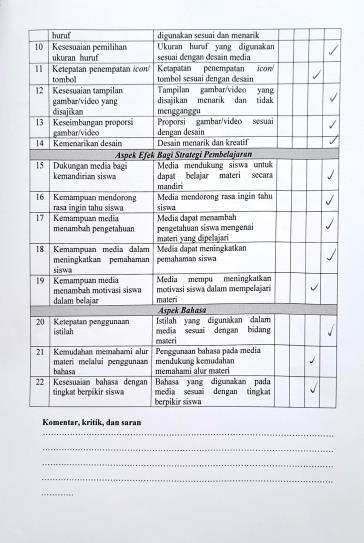 huruf digunakan sesuai dan menarik
10 Kesesuaian pemilihan Ukuran huruf yang digunakan
ukuran huruf sesuai dengan desain media
11 Ketepatan penempatan icon/ Ketapatan penempatan icon/
tombol tombol sesuai dengan desain
12 Kesesuaian tampilan Tampilan gambar/video yang
gambar/video yang disajikan menarik dan tidak
disajikan mengganggu
13 Keseimbangan proporsi Proporsi gambar/video sesuai
gambar/video dengan desain
14 Kemenarikan desain Desain menarik dan kreatif
Aspek Efek Bagi Strategi Pembelajaran
15 Dukungan media bagi Media mendukung siswa untuk
kemandirian siswa dapat belajar materi secara
mandiri
16 Kemampuan mendorong Media mendorong rasa ingin tahu
rasa ingin tahu siswa siswa
17 Kemampuan media Media dapat menambah
menambah pengetahuan pengetahuan siswa mengenai
materi yang dipelajari
18 Kemampuan media dalam Media dapat meningkatkan
meningkatkan pemahaman pemahaman siswa
siswa
19 Kemampuan media Media mempu meningkatkan
menambah motivasi siswa motivasi siswa dalam mempelajari
dalam belajar materi
Aspek Bahasa
20 Ketepatan penggunaan Istilah yang digunakan dalam
istilah media sesuai dengan bidang
materi
21 Kemudahan memahami alur Penggunaan bahasa pada media
materi melalui penggunaan mendukung kemudahan
bahasa memahami alur materi
22 Kesesuaian bahasa dengan Bahasa yang digunakan pada
tingkat berpikir siswa media sesuai dengan tingkat
berpikir siswa
Komentar, kritik, dan saran